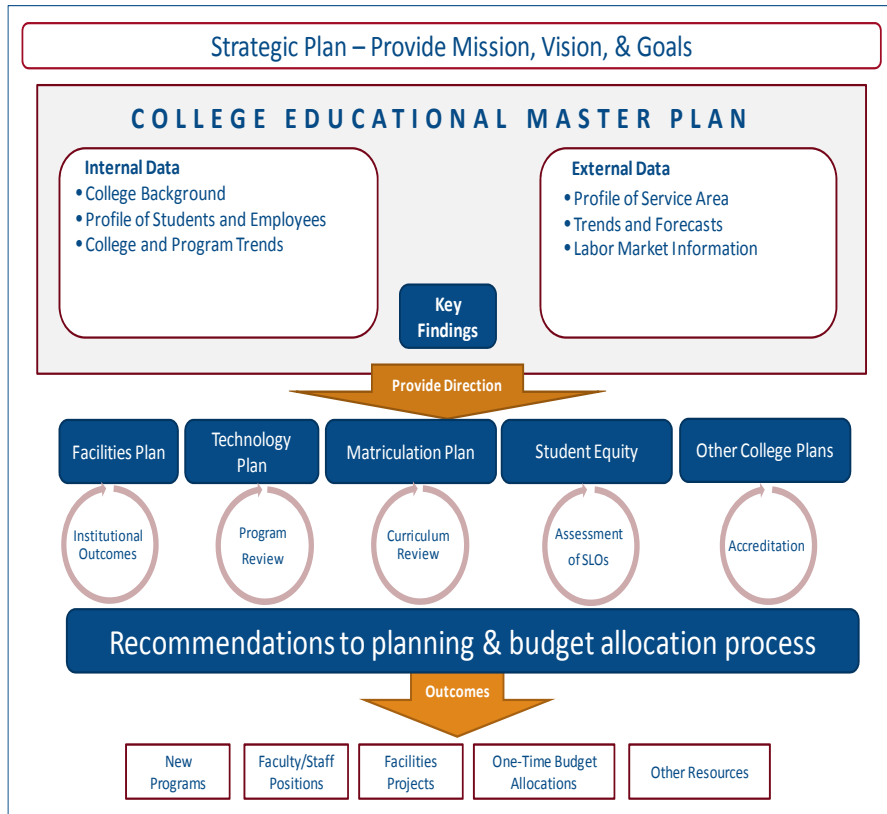 Strategic Plan – Provide Mission, Vision, & Goals
COLLEGE EDUCATIONAL MASTER PLAN
Internal Data
• College Background
• Profile of Students and Employees
• College and Program Trends
External Data
• Profile of Service Area
• Trends and Forecasts
• Labor Market Information
Key
Findings
Provide Direction
Facilities Plan
Technology
Plan
Matriculation Plan
Student Equity
Other College Plans
Institutional
Outcomes
Program
Review
Curriculum
Review
Assessment
of SLOs
Accreditation
Recommendations to planning & budget allocation process
Outcomes
New
Programs
Faculty/Staff
Positions
Facilities
Projects
One-Time Budget
Allocations
Other Resources